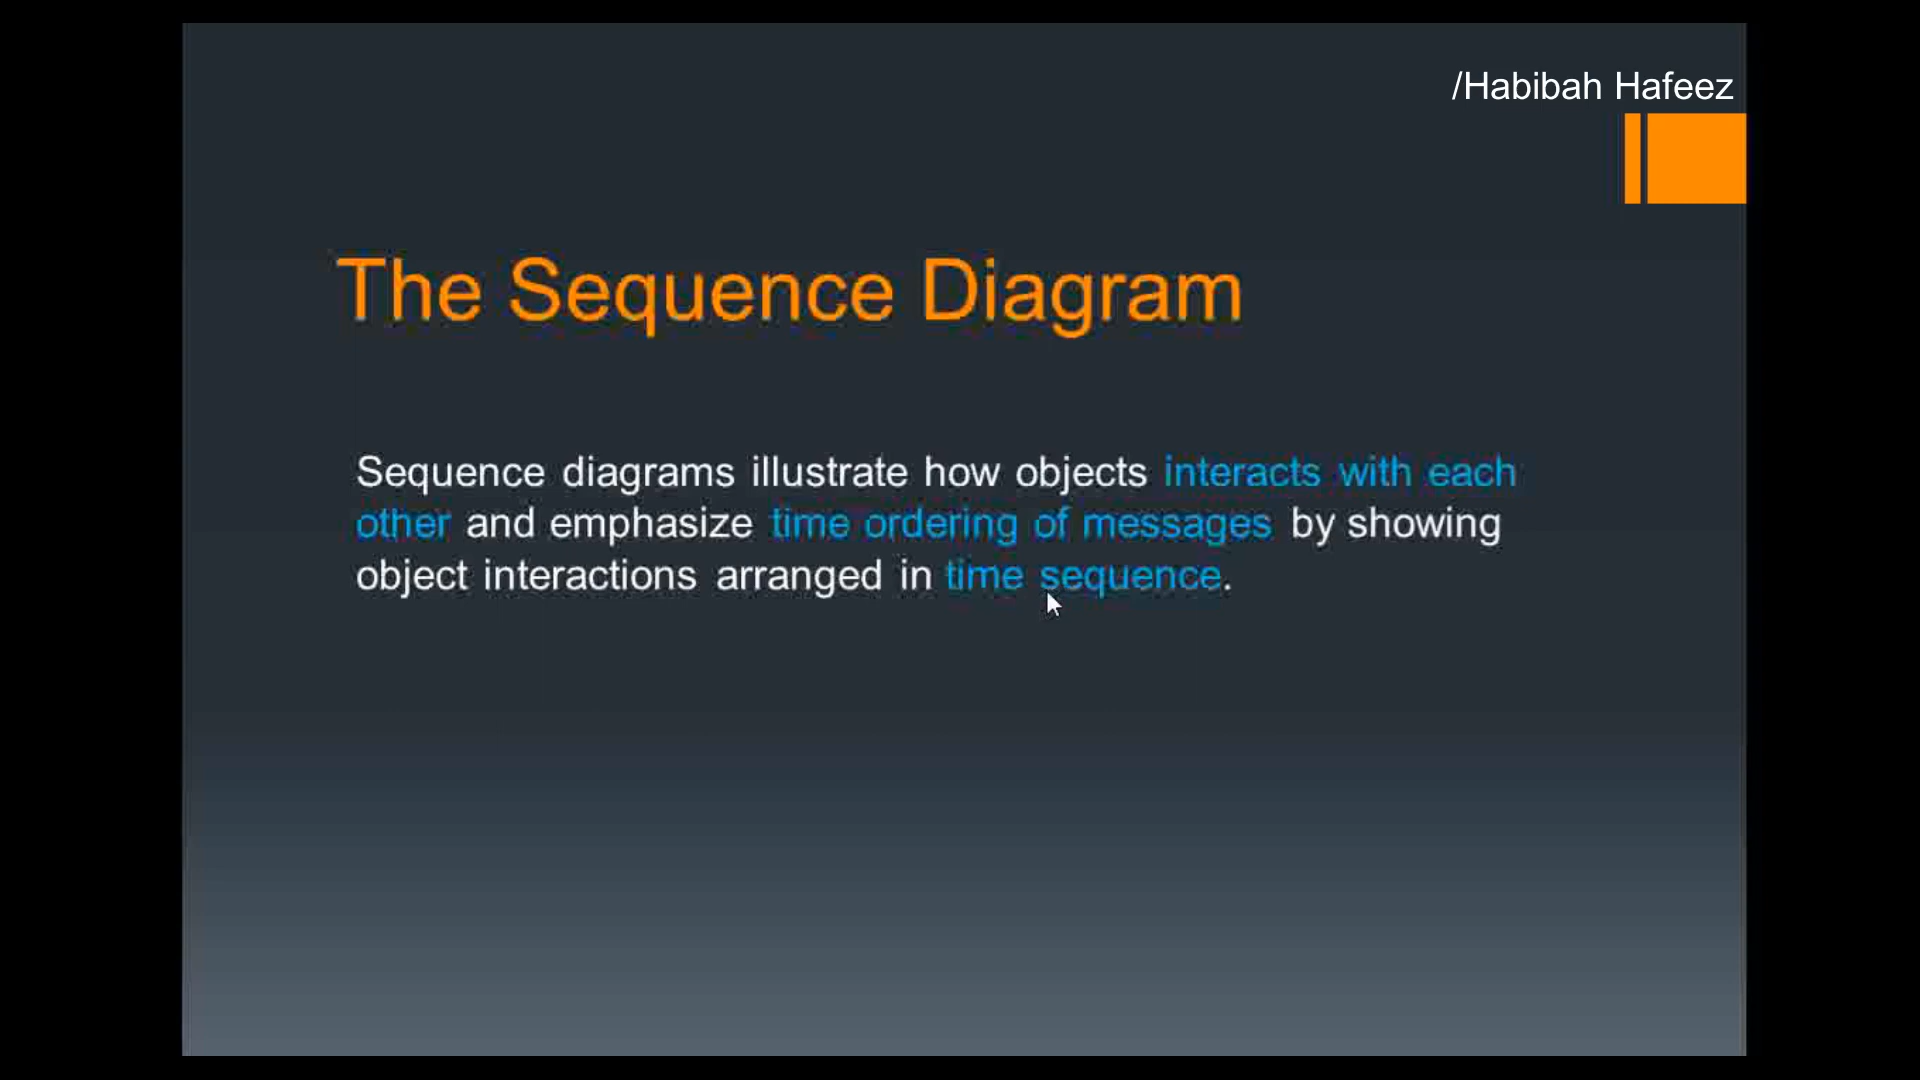 /Habibah Hafeez
The Sequence Diagram
Sequence diagrams illustrate how objects interacts with each
other and emphasize time ordering of messages by showing
object interactions arranged in time sequence.